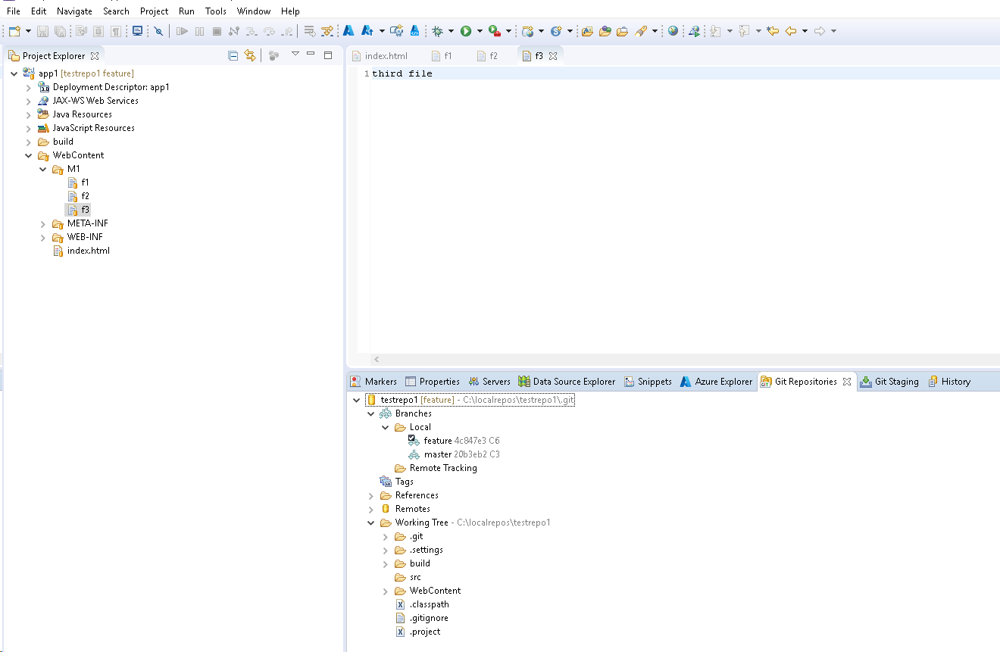 File Edit Navigate Search Project Run Tools Window Help
Project Explorer
app1 [testrepo1 feature]
Deployment Descriptor: app1
JAX-WS Web Services
Java Resources
JavaScript Resources
build
WebContent
M1
f1
f2
f3
META-INF
WEB-INF
index.html
index.html f1 f2 f3
1 third file
Markers Properties Servers Data Source Explorer Snippets Azure Explorer Git Repositories Git Staging History
testrepo1 [feature] - C:\localrepos\testrepo1\.git
Branches
Local
feature 4c847e3 C6
master 20b3eb2 C3
Remote Tracking
Tags
References
Remotes
Working Tree - C:\localrepos\testrepo1
.git
.settings
build
src
WebContent
.classpath
.gitignore
.project